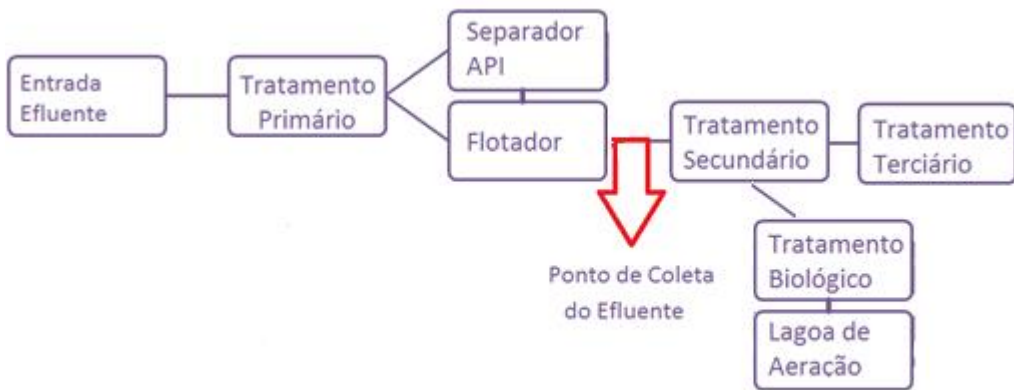 Entrada
Efluente
Tratamento
Primário
Separador
API
Flotador
Tratamento
Secundário
Tratamento
Terciário
Ponto de Coleta
do Efluente
Tratamento
Biológico
Lagoa de
Aeração